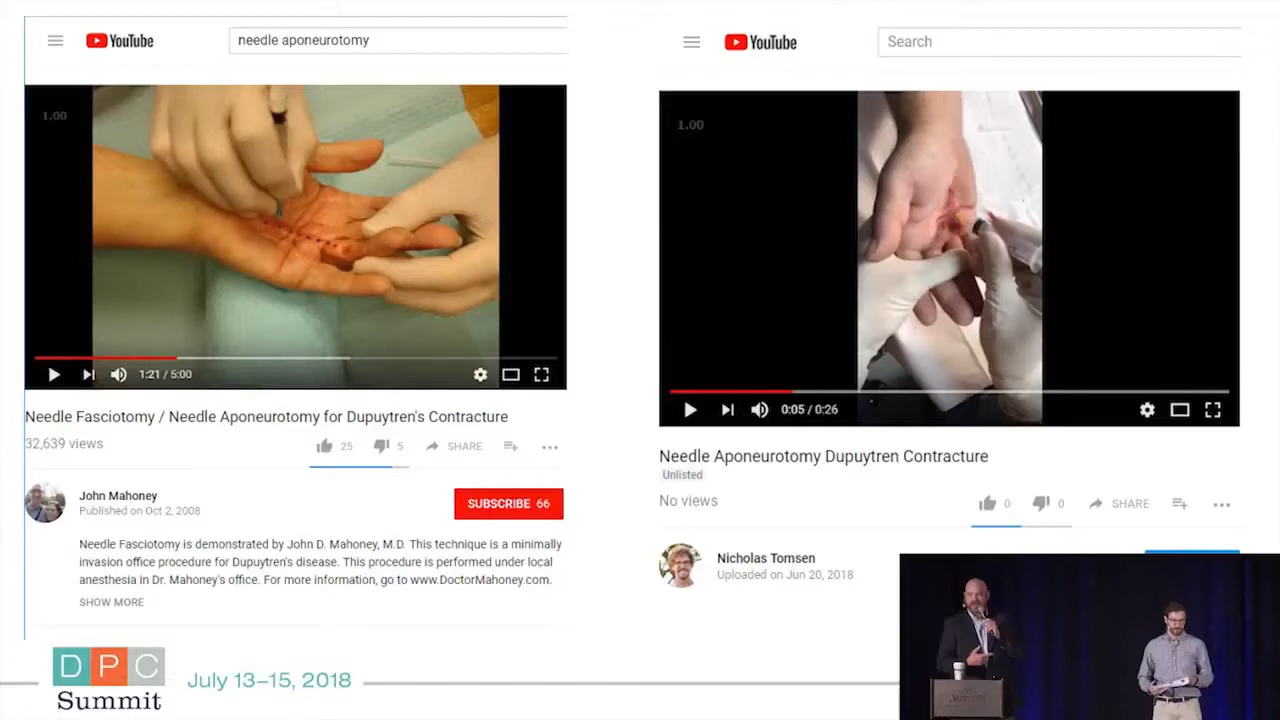 YouTube
needle aponeurotomy
1.00
1:21 / 5:00
Needle Fasciotomy / Needle Aponeurotomy for Dupuytren's Contracture
32,639 views
25
5
SHARE
John Mahoney
Published on Oct 2, 2008
SUBSCRIBE 66
Needle Fasciotomy is demonstrated by John D. Mahoney, M.D. This technique is a minimally
invasion office procedure for Dupuytren's disease. This procedure is performed under local
anesthesia in Dr. Mahoney's office. For more information, go to www.DoctorMahoney.com.
SHOW MORE
YouTube
Search
1.00
0:05 / 0:26
Needle Aponeurotomy Dupuytren Contracture
Unlisted
No views
0
0
SHARE
Nicholas Tomsen
Uploaded on Jun 20, 2018
DPC
Summit
July 13–15, 2018
Marriott